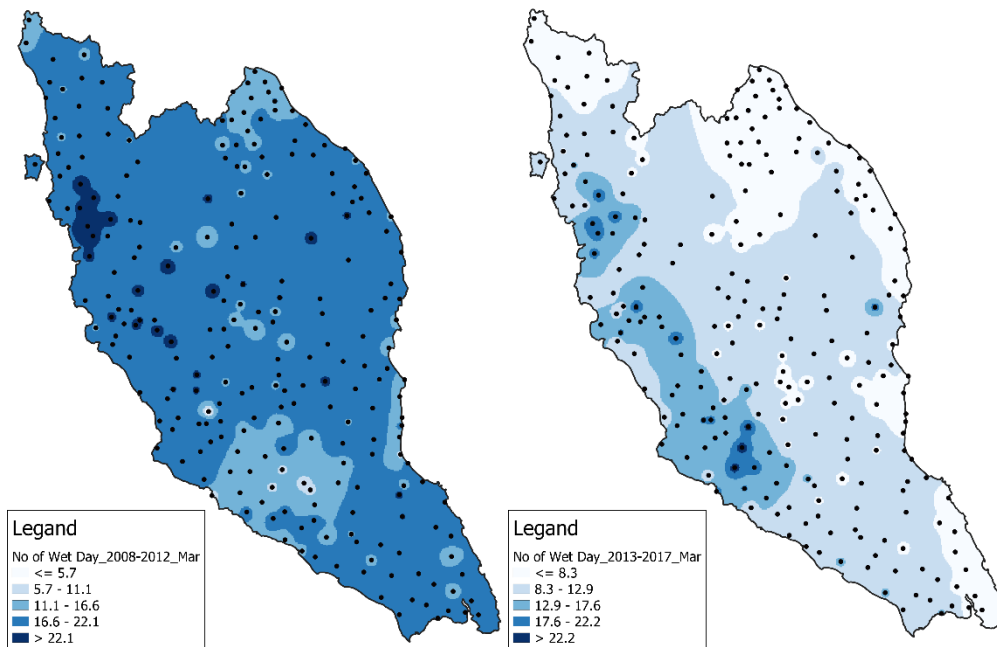 Legand
No of Wet Day_2008-2012_Mar
<= 5.7
5.7 - 11.1
11.1 - 16.6
16.6 - 22.1
> 22.1
Legand
No of Wet Day_2013-2017_Mar
<= 8.3
8.3 - 12.9
12.9 - 17.6
17.6 - 22.2
> 22.2